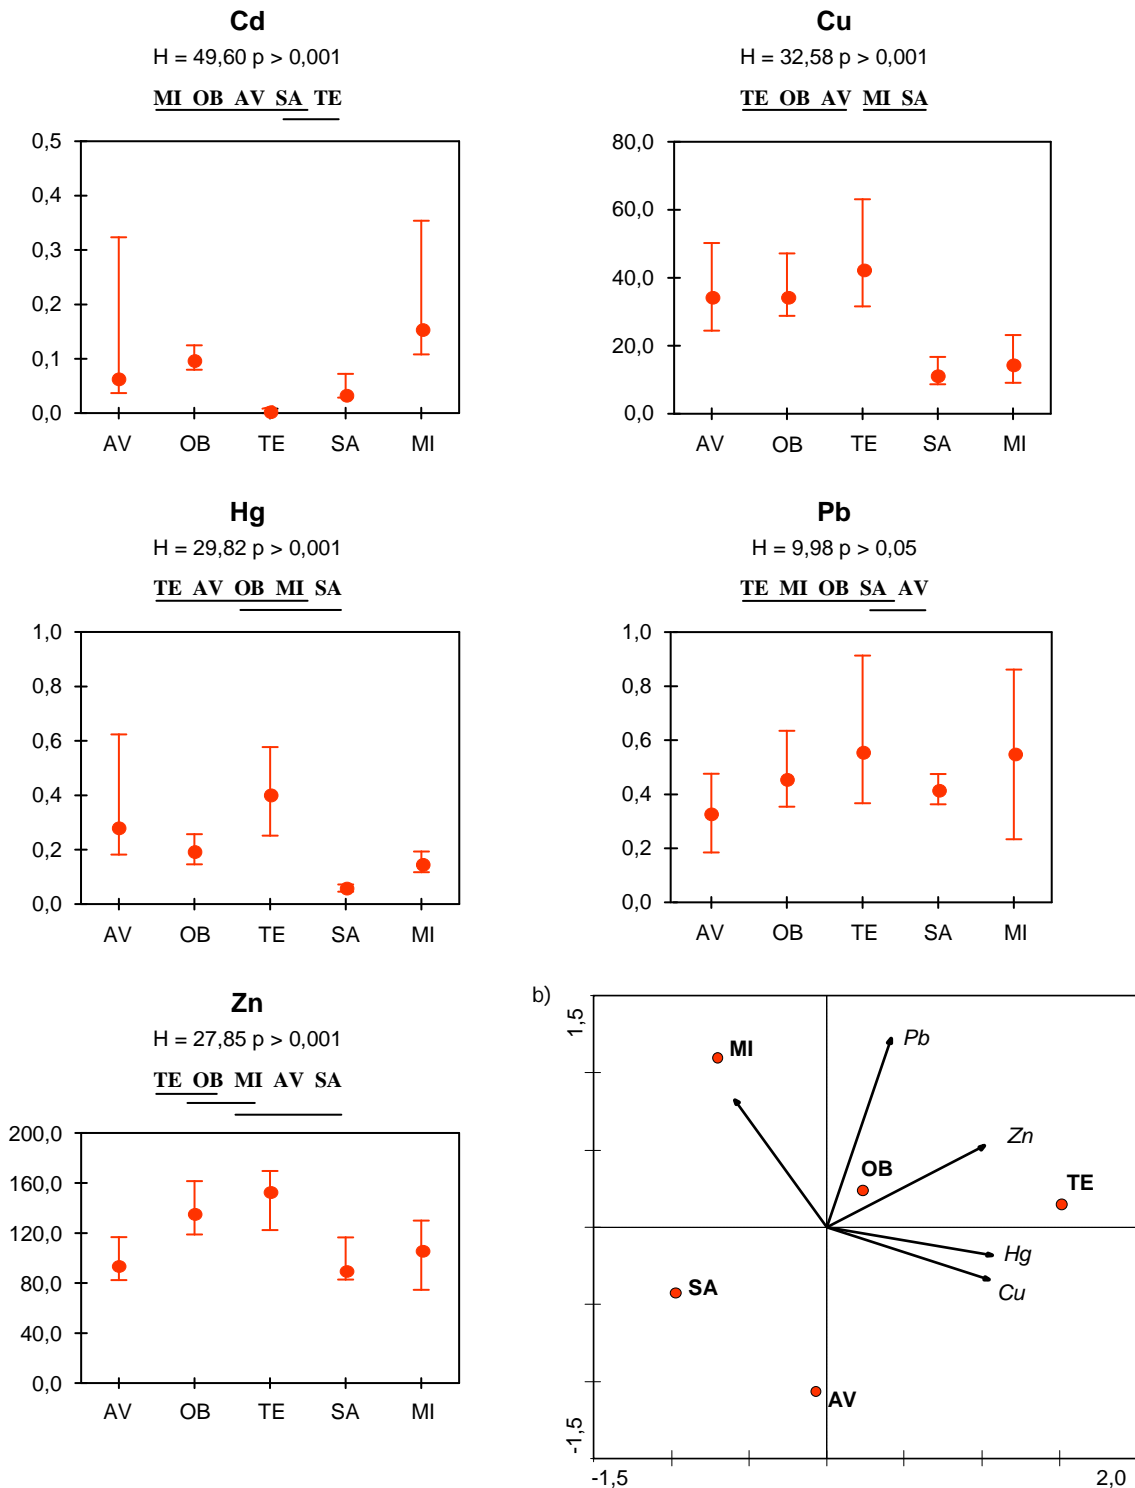 Cd
H = 49,60 p > 0,001
MI OB AV SA TE
0,5
0,4
0,3
0,2
0,1
0,0
AV OB TE SA MI
Cu
H = 32,58 p > 0,001
TE OB AV MI SA
80,0
60,0
40,0
20,0
0,0
AV OB TE SA MI
Hg
H = 29,82 p > 0,001
TE AV OB MI SA
1,0
0,8
0,6
0,4
0,2
0,0
AV OB TE SA MI
Pb
H = 9,98 p > 0,05
TE MI OB SA AV
1,0
0,8
0,6
0,4
0,2
0,0
AV OB TE SA MI
Zn
H = 27,85 p > 0,001
TE OB MI AV SA
200,0
160,0
120,0
80,0
40,0
0,0
AV OB TE SA MI
b)
1,5
MI
Pb
Zn
OB
TE
Hg
Cu
SA
AV
-1,5
-1,5 2,0